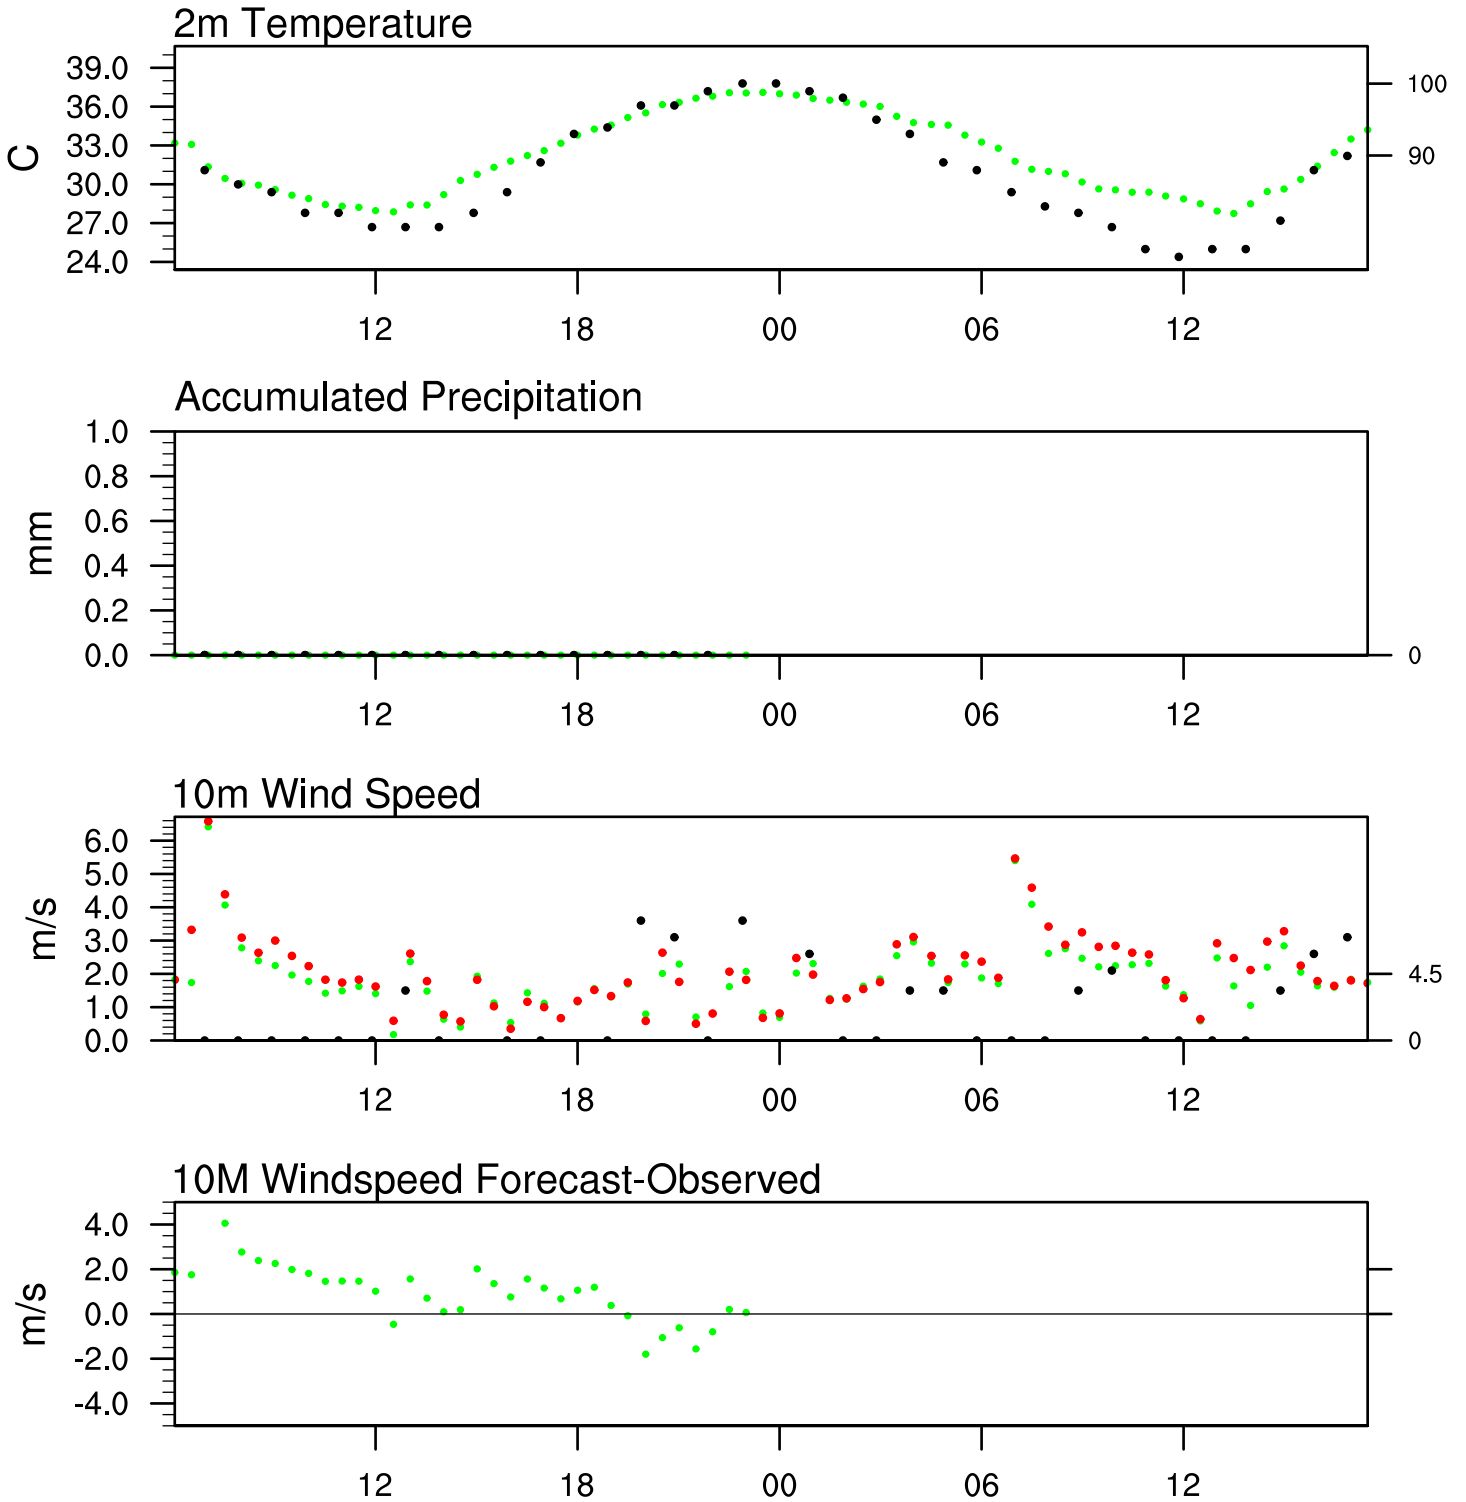 2m Temperature
39.0
36.0
33.0
30.0
27.0
24.0
C
100
90
12 18 00 06 12
Accumulated Precipitation
1.0
0.8
0.6
0.4
0.2
0.0
mm
0
12 18 00 06 12
10m Wind Speed
6.0
5.0
4.0
3.0
2.0
1.0
0.0
m/s
4.5
0
12 18 00 06 12
10M Windspeed Forecast-Observed
4.0
2.0
0.0
-2.0
-4.0
m/s
12 18 00 06 12